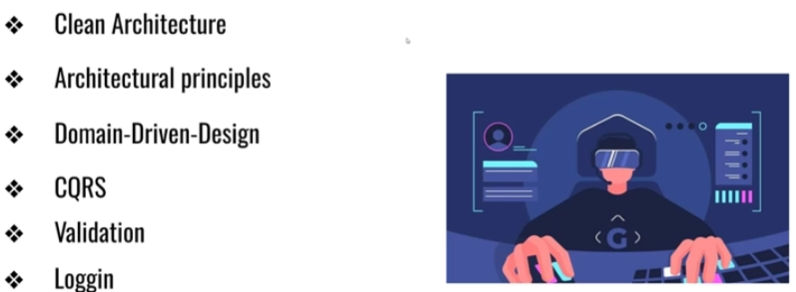 Clean Architecture
Architectural principles
Domain-Driven-Design
CQRS
Validation
Loggin
G